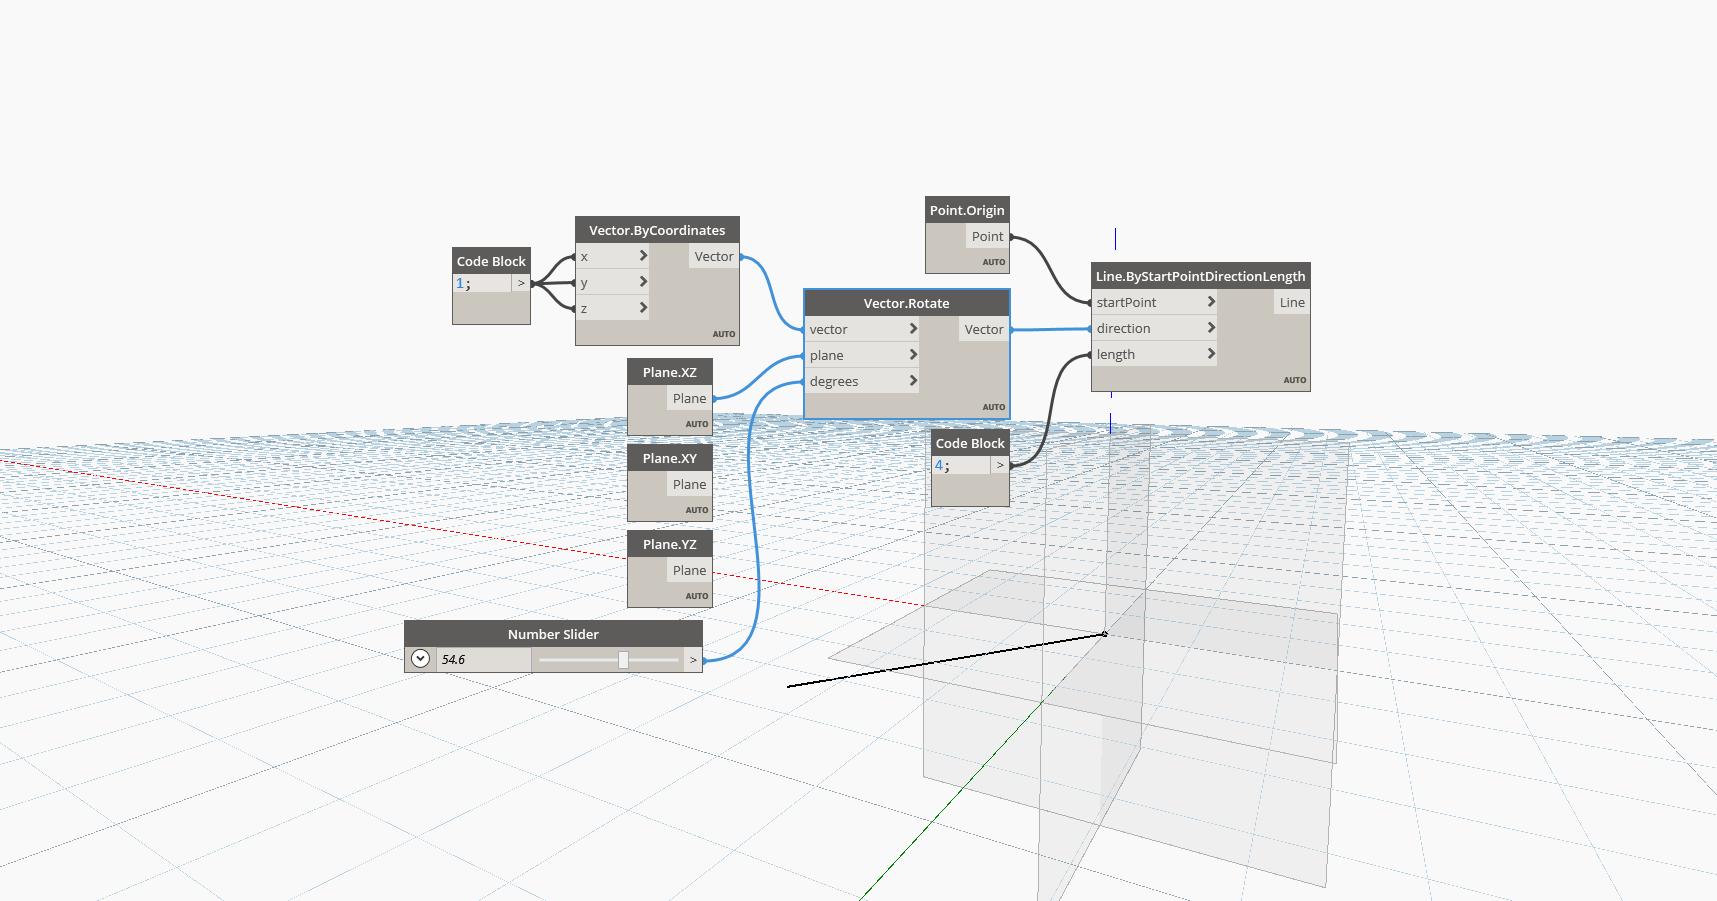 Code Block
1;
>
Vector.ByCoordinates
x > Vector
y >
z >
AUTO
Plane.XZ
Plane
AUTO
Plane.XY
Plane
AUTO
Plane.YZ
Plane
AUTO
Number Slider
54.6
>
Vector.Rotate
vector > Vector
plane >
degrees >
AUTO
Point.Origin
Point
AUTO
Code Block
4;
>
Line.ByStartPointDirectionLength
startPoint > Line
direction >
length >
AUTO